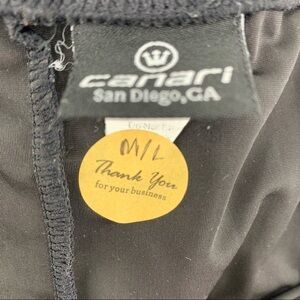 canari
San Diego,CA
M/L
Thank You
for your business